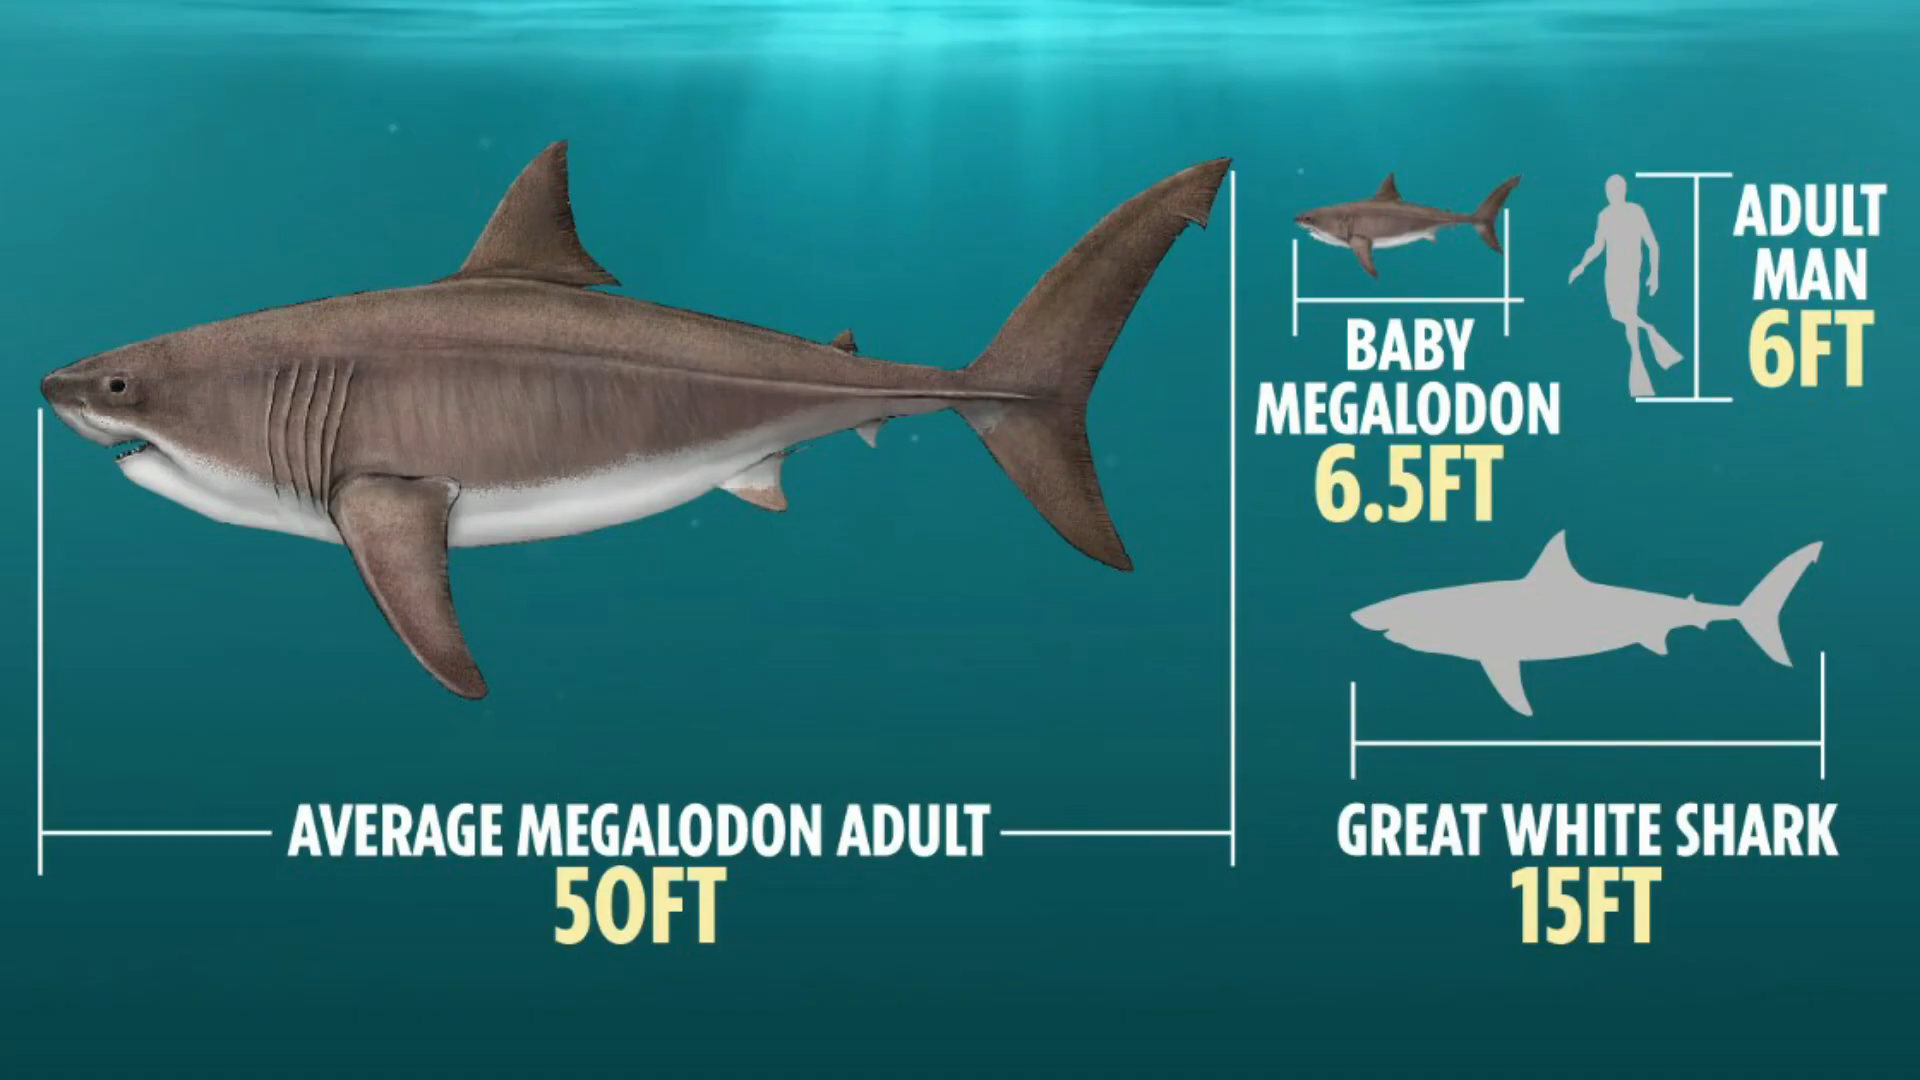 ADULT
MAN
6FT
BABY
MEGALODON
6.5FT
AVERAGE MEGALODON ADULT
50FT
GREAT WHITE SHARK
15FT